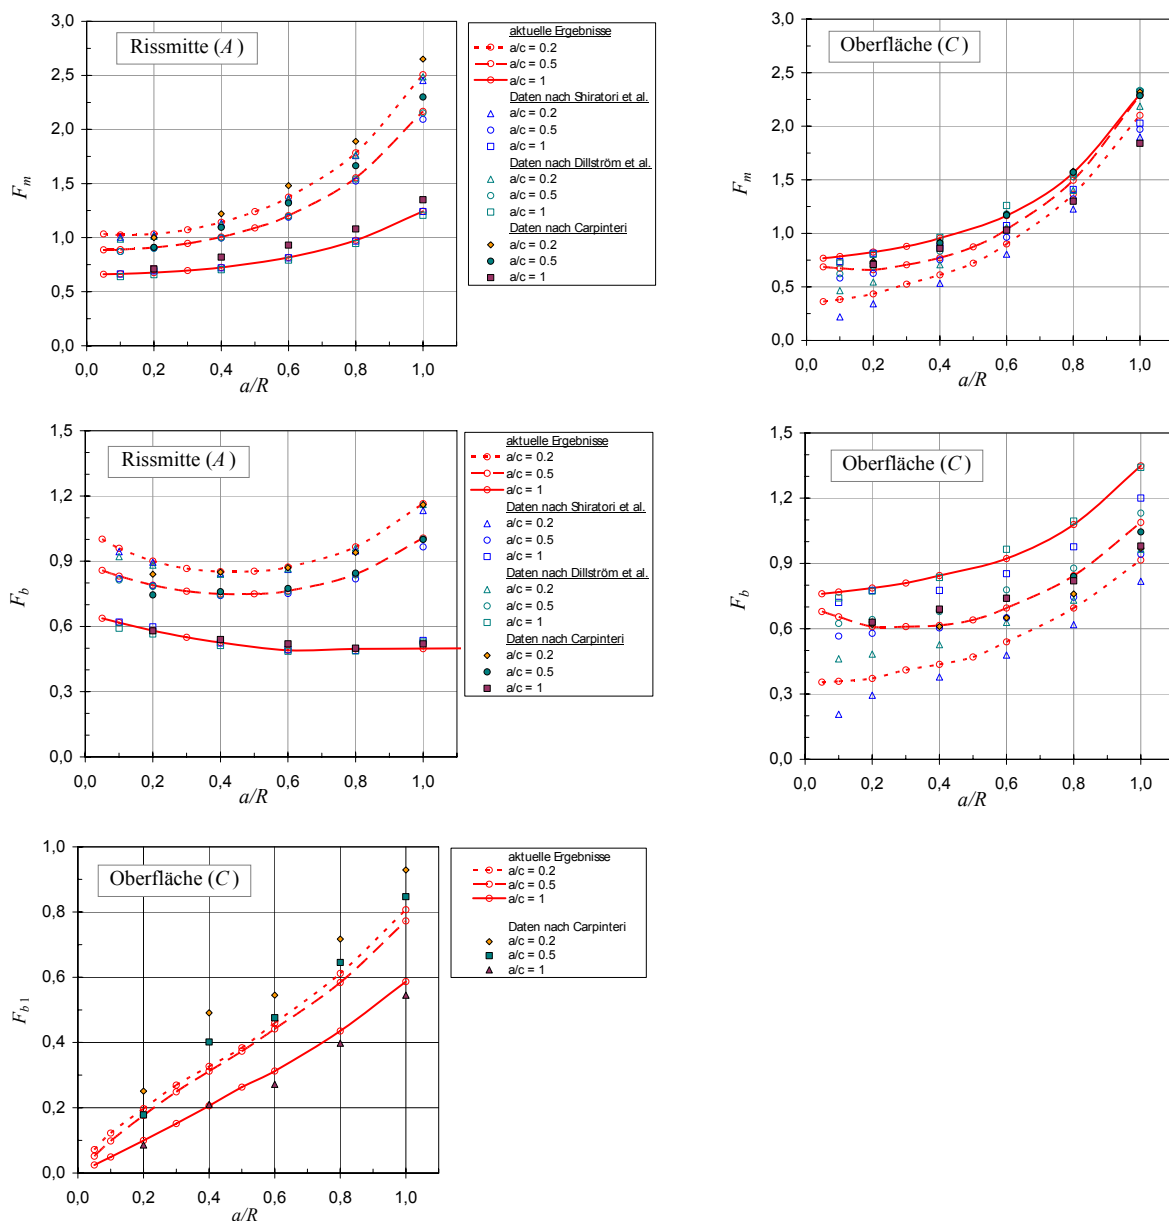 3,0
2,5
2,0
1,5
1,0
0,5
0,0
F_m
Rissmitte (A)
0,0 0,2 0,4 0,6 0,8 1,0
a/R
aktuelle Ergebnisse
a/c = 0.2
a/c = 0.5
a/c = 1
Daten nach Shiratori et al.
a/c = 0.2
a/c = 0.5
a/c = 1
Daten nach Dillström et al.
a/c = 0.2
a/c = 0.5
a/c = 1
Daten nach Carpinteri
a/c = 0.2
a/c = 0.5
a/c = 1
3,0
2,5
2,0
1,5
1,0
0,5
0,0
F_m
Oberfläche (C)
0,0 0,2 0,4 0,6 0,8 1,0
a/R
1,5
1,2
0,9
0,6
0,3
0,0
F_b
Rissmitte (A)
0,0 0,2 0,4 0,6 0,8 1,0
a/R
aktuelle Ergebnisse
a/c = 0.2
a/c = 0.5
a/c = 1
Daten nach Shiratori et al.
a/c = 0.2
a/c = 0.5
a/c = 1
Daten nach Dillström et al.
a/c = 0.2
a/c = 0.5
a/c = 1
Daten nach Carpinteri
a/c = 0.2
a/c = 0.5
a/c = 1
1,5
1,2
0,9
0,6
0,3
0,0
F_b
Oberfläche (C)
0,0 0,2 0,4 0,6 0,8 1,0
a/R
1,0
0,8
0,6
0,4
0,2
0,0
F_b1
Oberfläche (C)
0,0 0,2 0,4 0,6 0,8 1,0
a/R
aktuelle Ergebnisse
a/c = 0.2
a/c = 0.5
a/c = 1
Daten nach Carpinteri
a/c = 0.2
a/c = 0.5
a/c = 1